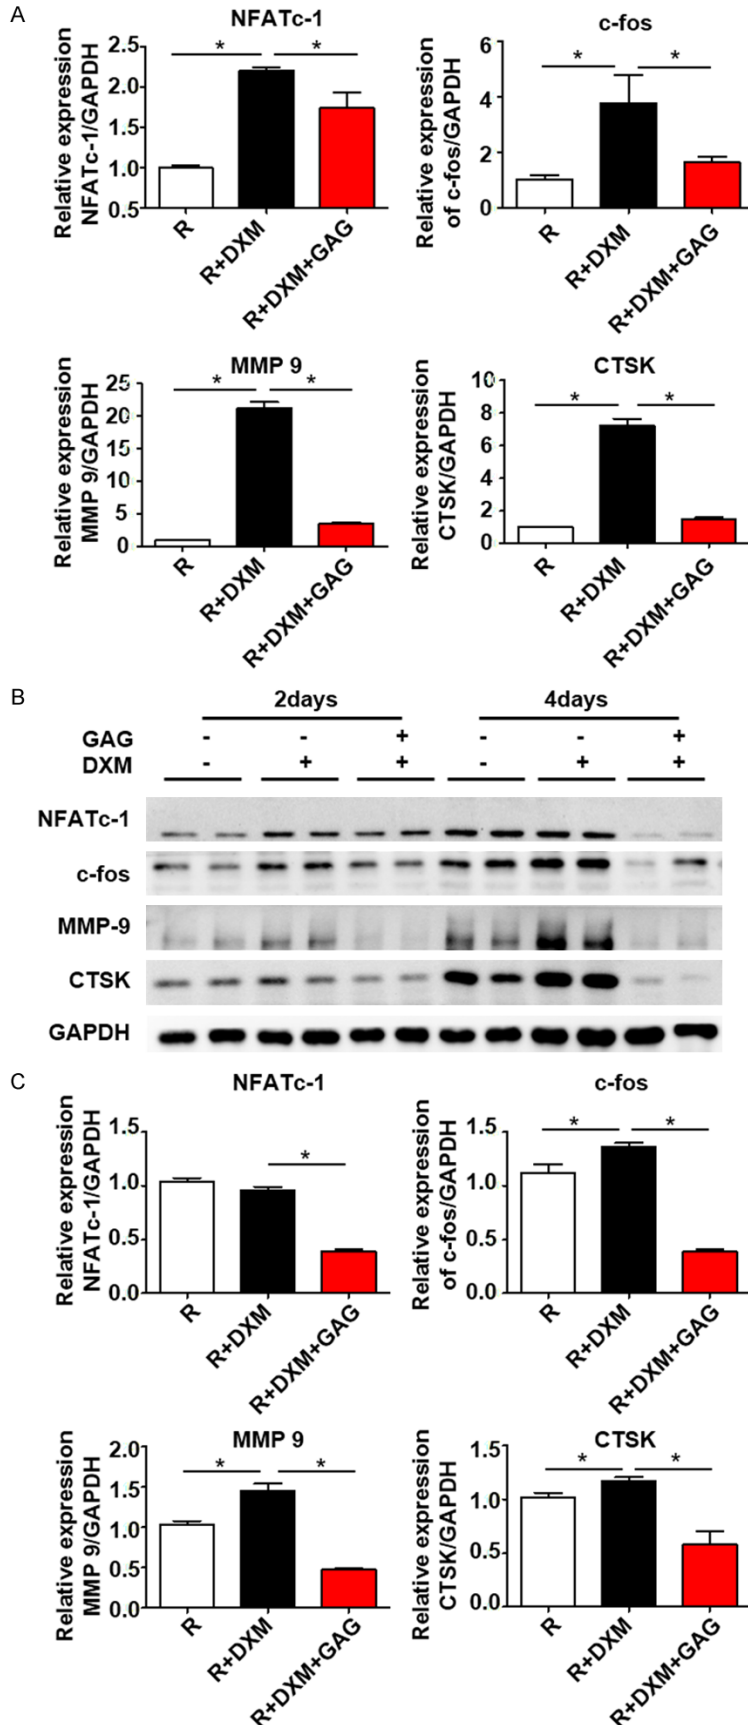 A
NFATc-1
Relative expression
NFATc-1/GAPDH
2.5
2.0
1.5
1.0
0.5
* *
R
R+DXM
R+DXM+GAG
c-fos
Relative expression
of c-fos/GAPDH
6
4
2
0
* *
R
R+DXM
R+DXM+GAG
MMP 9
Relative expression
MMP 9/GAPDH
25
20
15
10
5
0
* *
R
R+DXM
R+DXM+GAG
CTSK
Relative expression
CTSK/GAPDH
10
8
6
4
2
0
* *
R
R+DXM
R+DXM+GAG
B
2days 4days
GAG - - + - - +
DXM - + + - + +
NFATc-1
c-fos
MMP-9
CTSK
GAPDH
C
NFATc-1
Relative expression
NFATc-1/GAPDH
1.5
1.0
0.5
0.0
*
R
R+DXM
R+DXM+GAG
c-fos
Relative expression
of c-fos/GAPDH
1.5
1.0
0.5
0.0
* *
R
R+DXM
R+DXM+GAG
MMP 9
Relative expression
MMP 9/GAPDH
2.0
1.5
1.0
0.5
0.0
* *
R
R+DXM
R+DXM+GAG
CTSK
Relative expression
CTSK/GAPDH
1.5
1.0
0.5
0.0
* *
R
R+DXM
R+DXM+GAG